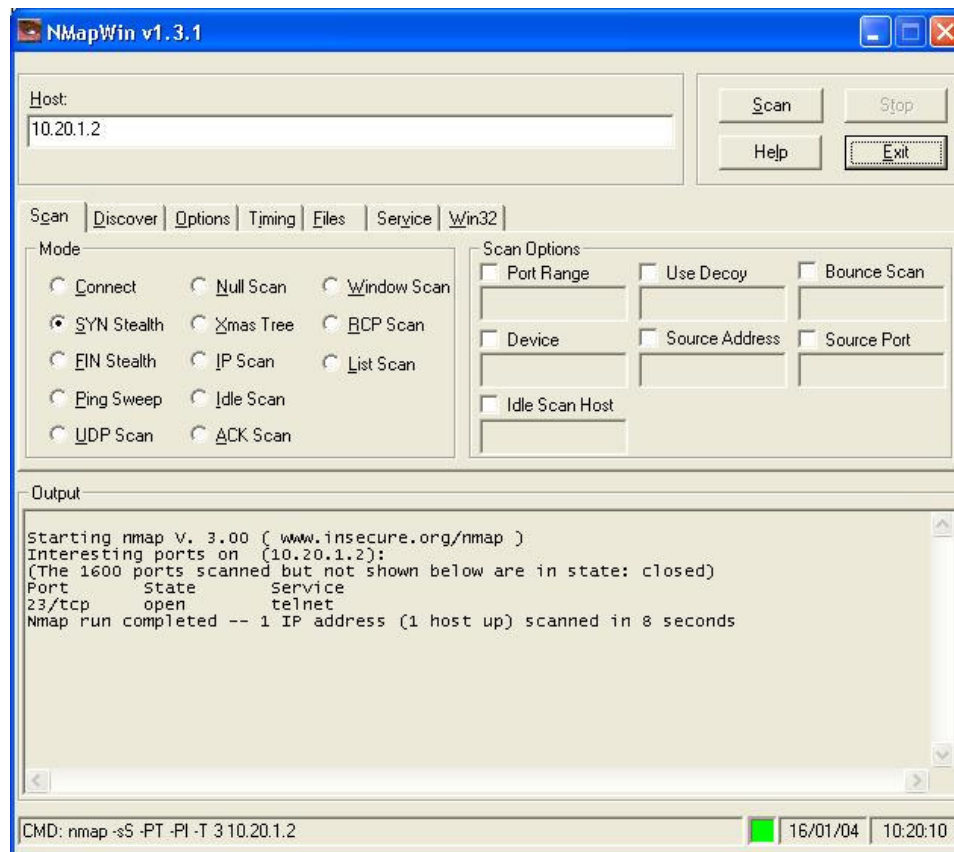 NMapWin v1.3.1
Host:
10.20.1.2
Scan
Stop
Help
Exit
Scan Discover Options Timing Files Service Win32
Mode
Connect Null Scan Window Scan
SYN Stealth Xmas Tree RCP Scan
FIN Stealth IP Scan List Scan
Ping Sweep Idle Scan
UDP Scan ACK Scan
Scan Options
Port Range Use Decoy Bounce Scan
Device Source Address Source Port
Idle Scan Host
Output
Starting nmap V. 3.00 ( www.insecure.org/nmap )
Interesting ports on (10.20.1.2):
(The 1600 ports scanned but not shown below are in state: closed)
Port State Service
23/tcp open telnet
Nmap run completed -- 1 IP address (1 host up) scanned in 8 seconds
CMD: nmap -sS -PT -PI -T 3 10.20.1.2
16/01/04 10:20:10